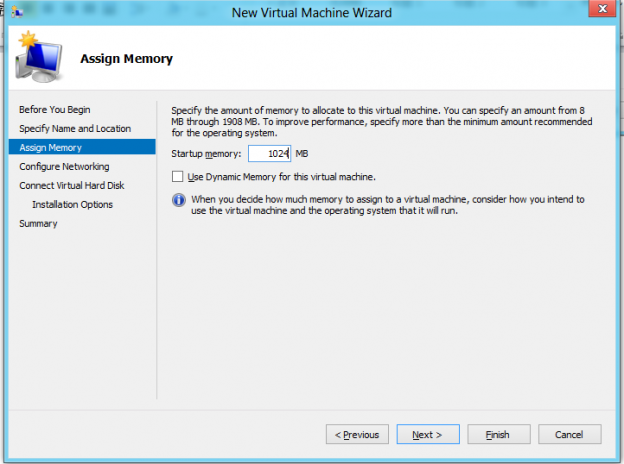 New Virtual Machine Wizard
x
Assign Memory
Before You Begin
Specify Name and Location
Assign Memory
Configure Networking
Connect Virtual Hard Disk
Installation Options
Summary
Specify the amount of memory to allocate to this virtual machine. You can specify an amount from 8
MB through 1908 MB. To improve performance, specify more than the minimum amount recommended
for the operating system.
Startup memory: 1024 MB
Use Dynamic Memory for this virtual machine.
When you decide how much memory to assign to a virtual machine, consider how you intend to
use the virtual machine and the operating system that it will run.
< Previous Next > Finish Cancel